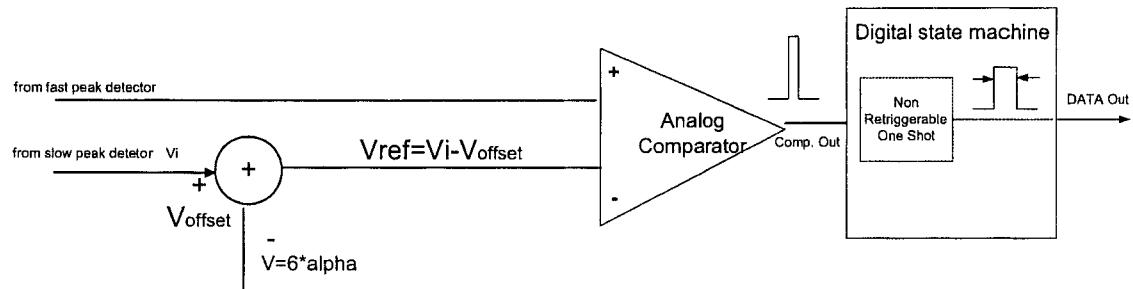 Digital state machine
from fast peak detector
+
Analog
Comparator
-
Comp. Out
Non
Retriggerable
One Shot
DATA Out
from slow peak detetor Vi
+
+
Vref=Vi-Voffset
Voffset
-
V=6*alpha